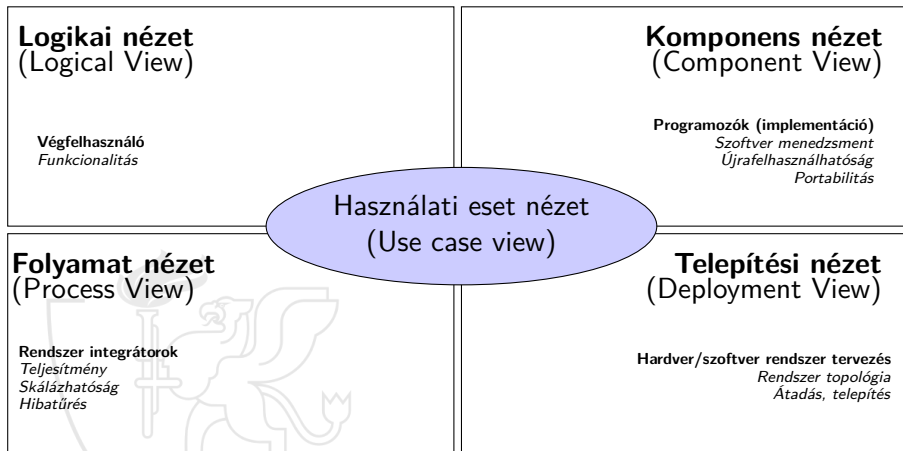 Logikai nézet
(Logical View)
Végfelhasználó
Funkcionalitás
Komponens nézet
(Component View)
Programozók (implementáció)
Szoftver menedzsment
Újrafelhasználhatóság
Portabilitás
Használati eset nézet
(Use case view)
Folyamat nézet
(Process View)
Rendszer integrátorok
Teljesítmény
Skálázhatóság
Hibatűrés
Telepítési nézet
(Deployment View)
Hardver/szoftver rendszer tervezés
Rendszer topológia
Átadás, telepítés